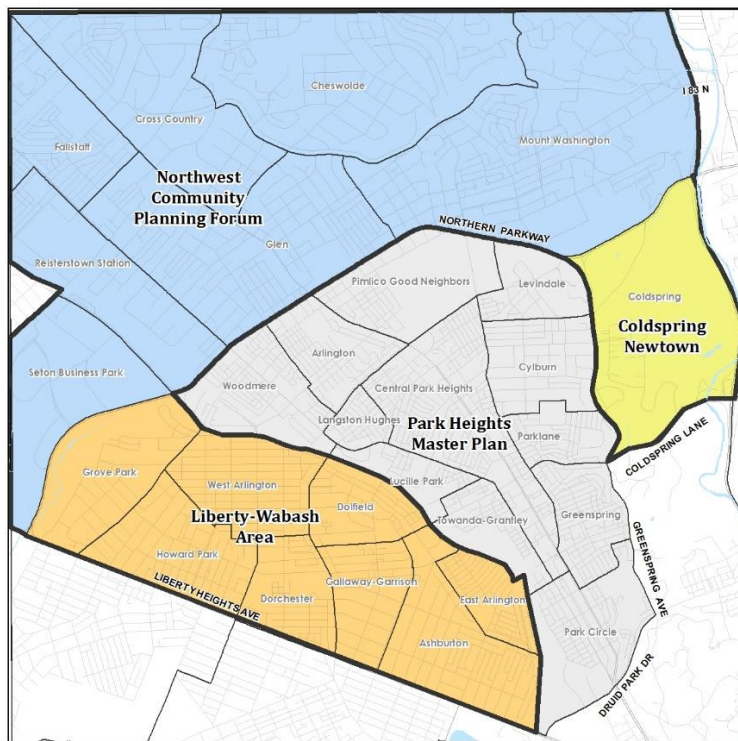 Cheswolde
I 83 N
Cross Country
Mount Washington
Fallstaff
Northwest
Community
Planning Forum
NORTHERN PARKWAY
Glen
Reisterstown Station
Pimlico Good Neighbors
Levindale
Coldspring
Coldspring
Newtown
Arlington
Seton Business Park
Woodmere
Central Park Heights
Cylburn
Langston Hughes
Park Heights
Master Plan
Parklane
COLDSPRING LANE
Grove Park
West Arlington
Lucille Park
Dolfield
Liberty-Wabash
Area
Towanda-Grantley
Greenspring
GREENSPRING AVE
Howard Park
LIBERTY HEIGHTS AVE
Gallaway-Garrison
Dorchester
East Arlington
Ashburton
Park Circle
DRUID PARK DR